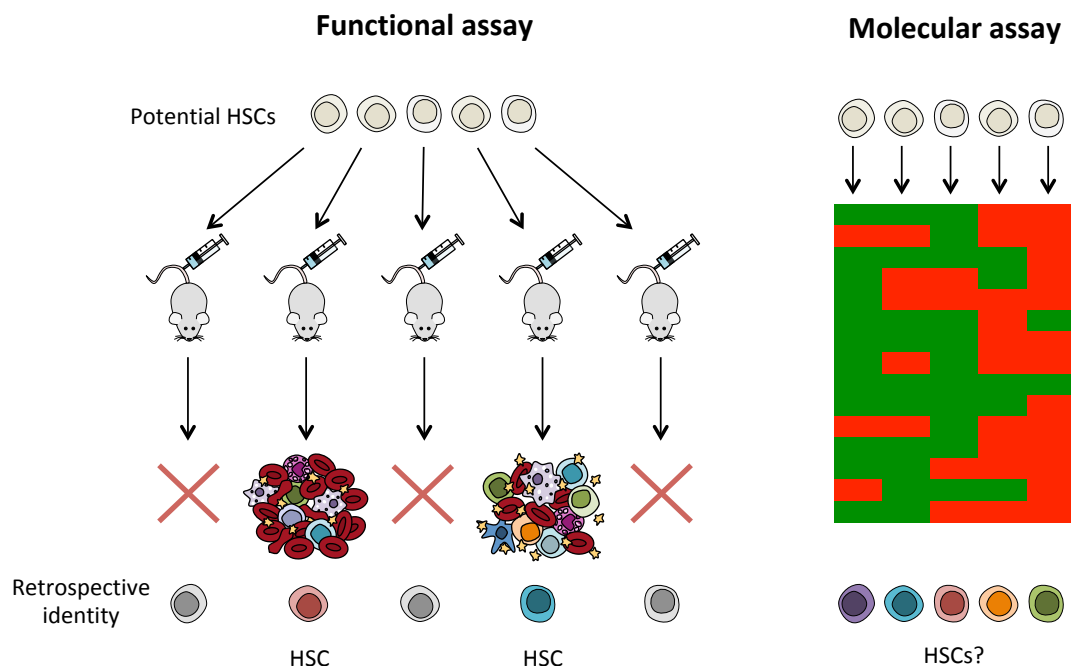 Functional assay
Molecular assay
Potential HSCs
Retrospective
identity
HSC
HSC
HSCs?